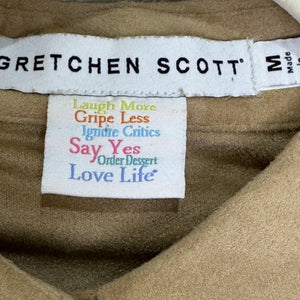 GRETCHEN SCOTT®
M
Made
Laugh More
Gripe Less
Ignore Critics
Say Yes
Order Dessert
Love Life®